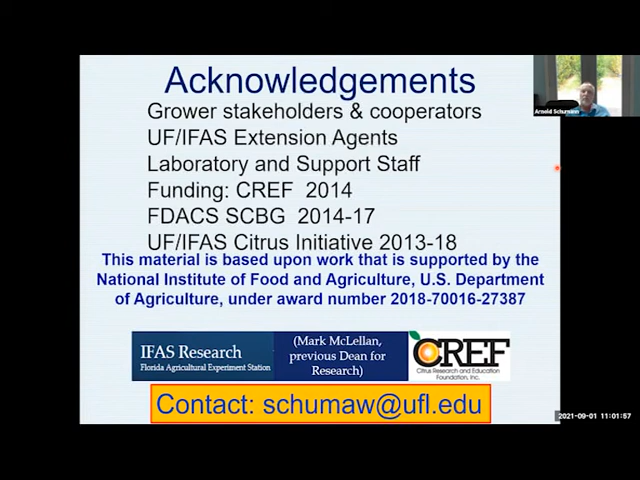 Acknowledgements
Grower stakeholders & cooperators
UF/IFAS Extension Agents
Laboratory and Support Staff
Funding: CREF 2014
FDACS SCBG 2014-17
UF/IFAS Citrus Initiative 2013-18
This material is based upon work that is supported by the
National Institute of Food and Agriculture, U.S. Department
of Agriculture, under award number 2018-70016-27387
IFAS Research
Florida Agricultural Experiment Station
(Mark McLellan,
previous Dean for
Research)
CREF
Citrus Research and Education
Foundation, Inc.
Contact: schumaw@ufl.edu
Arnold Schumann
2021-09-01 11:01:57